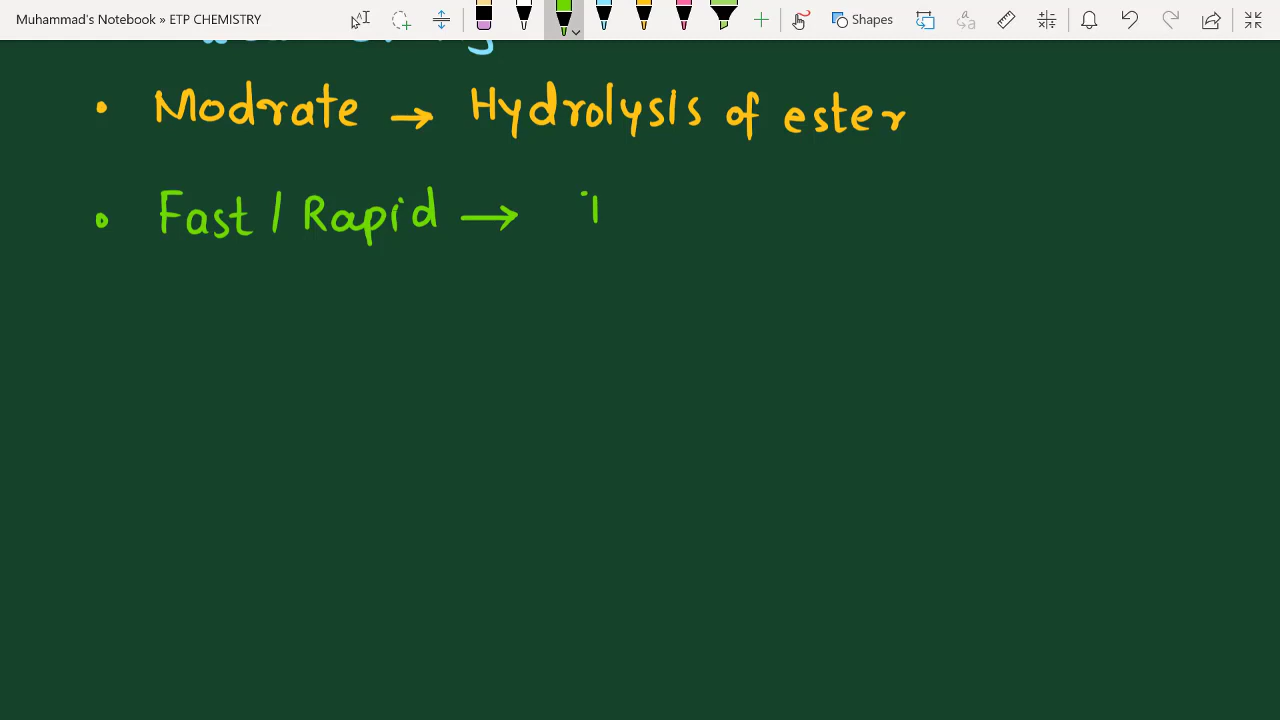 Muhammad's Notebook » ETP CHEMISTRY
Shapes
• Modrate → Hydrolysis of ester
• Fast / Rapid →